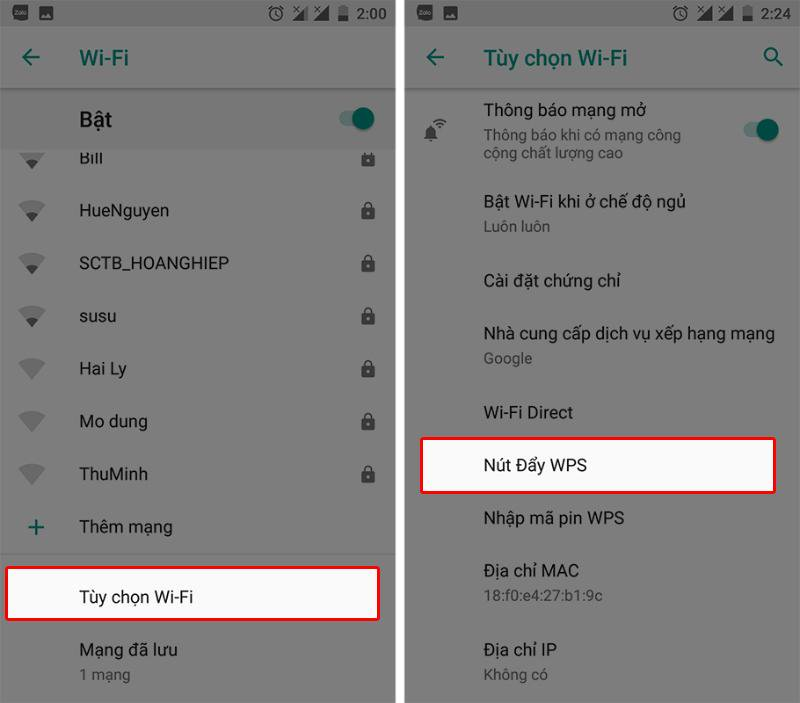 Zalo
2:00
Wi-Fi
Bật
Bill
HueNguyen
SCTB_HOANGHIEP
susu
Hai Ly
Mo dung
ThuMinh
Thêm mạng
Tùy chọn Wi-Fi
Mạng đã lưu
1 mạng
Zalo
2:24
Tùy chọn Wi-Fi
Thông báo mạng mở
Thông báo khi có mạng công
cộng chất lượng cao
Bật Wi-Fi khi ở chế độ ngủ
Luôn luôn
Cài đặt chứng chỉ
Nhà cung cấp dịch vụ xếp hạng mạng
Google
Wi-Fi Direct
Nút Đẩy WPS
Nhập mã pin WPS
Địa chỉ MAC
18:f0:e4:27:b1:9c
Địa chỉ IP
Không có